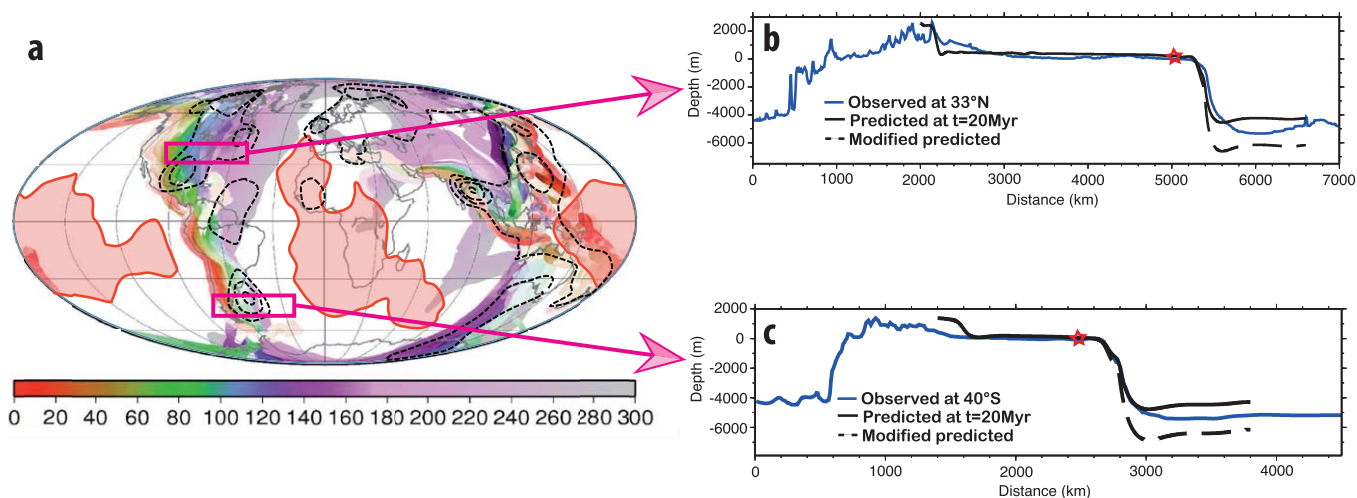 a
0 20 40 60 80 100 120 140 160 180 200 220 240 260 280 300
b
2000
0
-2000
-4000
-6000
Depth (m)
Observed at 33°N
Predicted at t=20Myr
Modified predicted
0 1000 2000 3000 4000 5000 6000 7000
Distance (km)
c
2000
0
-2000
-4000
-6000
Depth (m)
Observed at 40°S
Predicted at t=20Myr
Modified predicted
0 1000 2000 3000 4000
Distance (km)